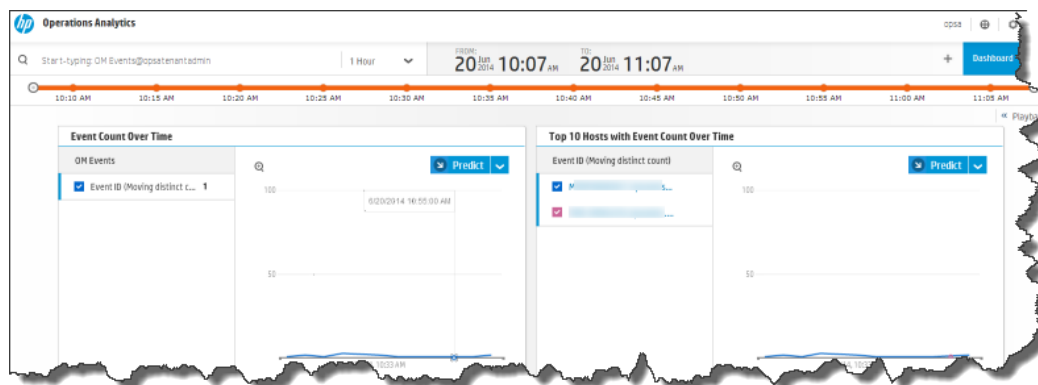 hp Operations Analytics
opsa
Start-typing: OM Events@opsatenantadmin
1 Hour
FROM:
20 Jun 2014 10:07 AM
TO:
20 Jun 2014 11:07 AM
+
Dashboard
10:10 AM 10:15 AM 10:20 AM 10:25 AM 10:30 AM 10:35 AM 10:40 AM 10:45 AM 10:50 AM 10:55 AM 11:00 AM 11:05 AM
«
Event Count Over Time
OM Events
Event ID (Moving distinct c... 1
Predict
100
6/20/2014 10:55:00 AM
50
10:33 AM
Top 10 Hosts with Event Count Over Time
Event ID (Moving distinct count)
Predict
100
50